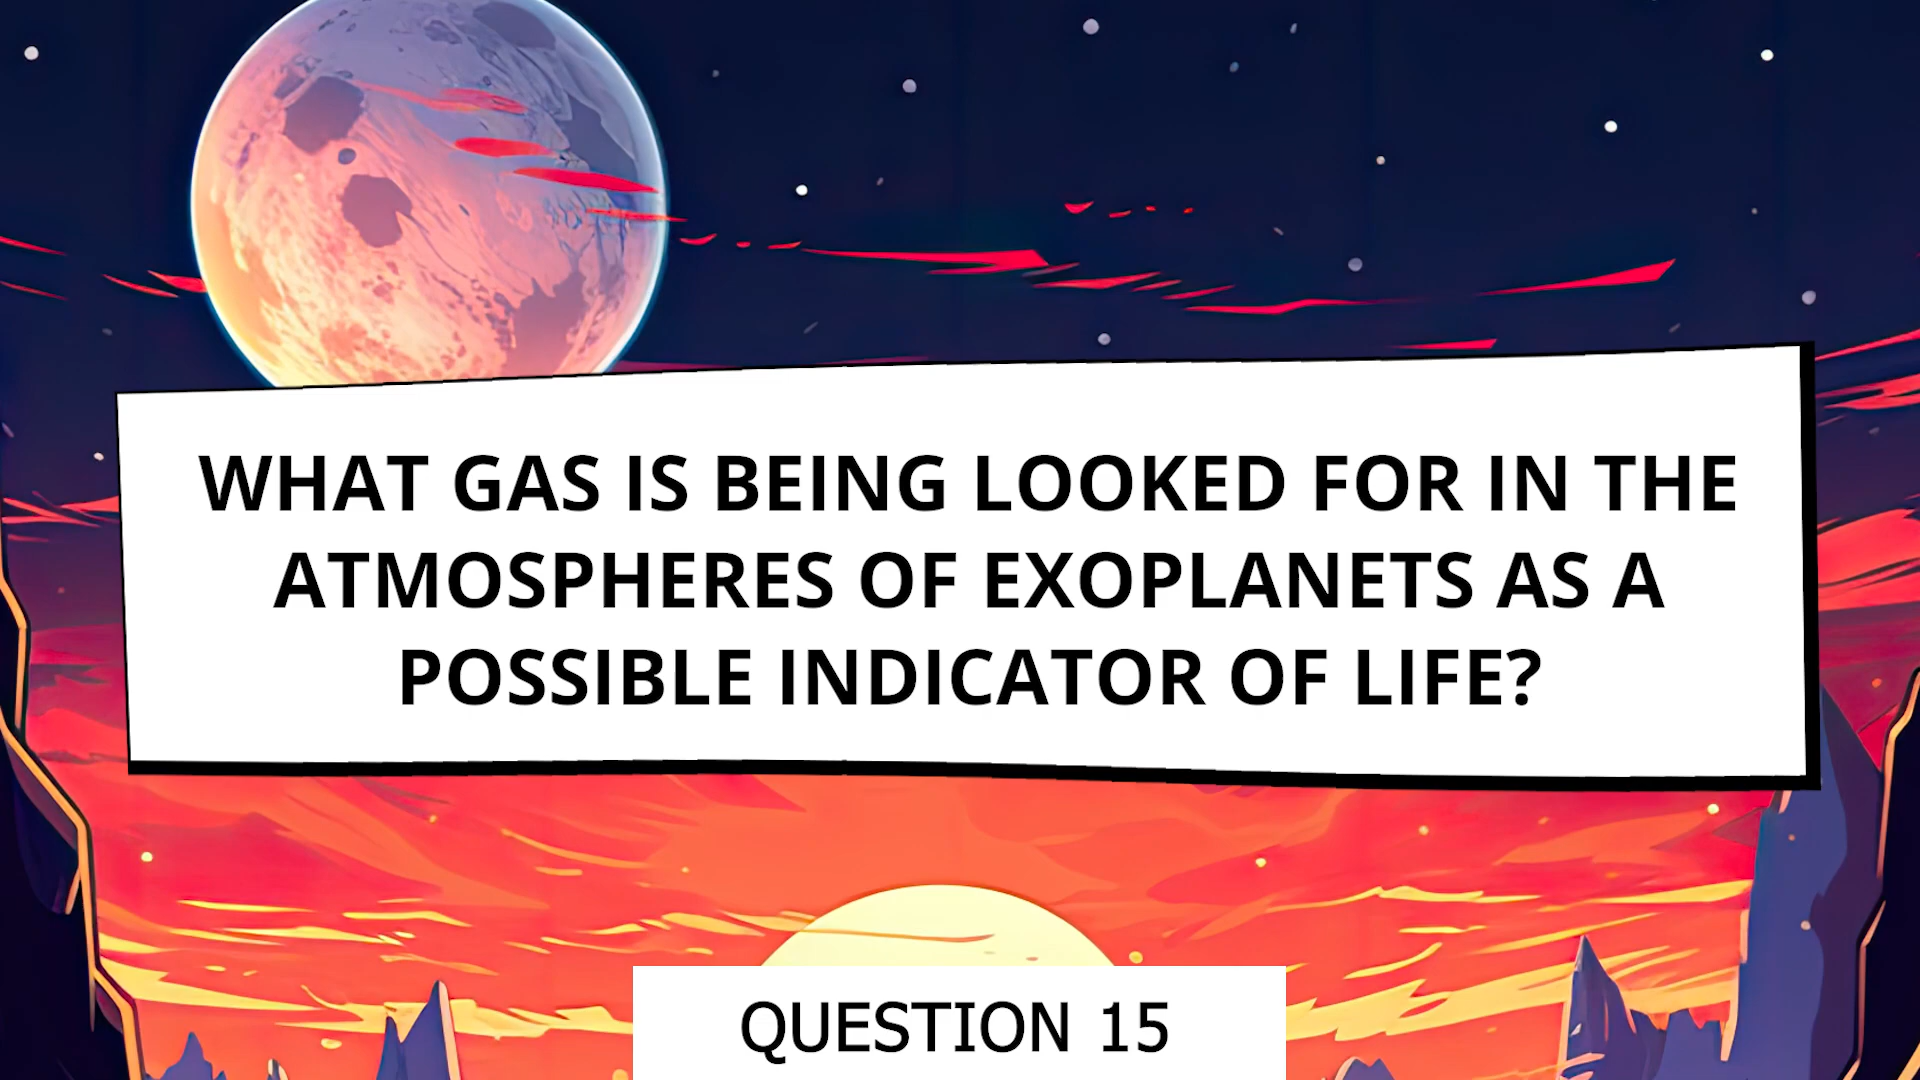 WHAT GAS IS BEING LOOKED FOR IN THE
ATMOSPHERES OF EXOPLANETS AS A
POSSIBLE INDICATOR OF LIFE?
QUESTION 15